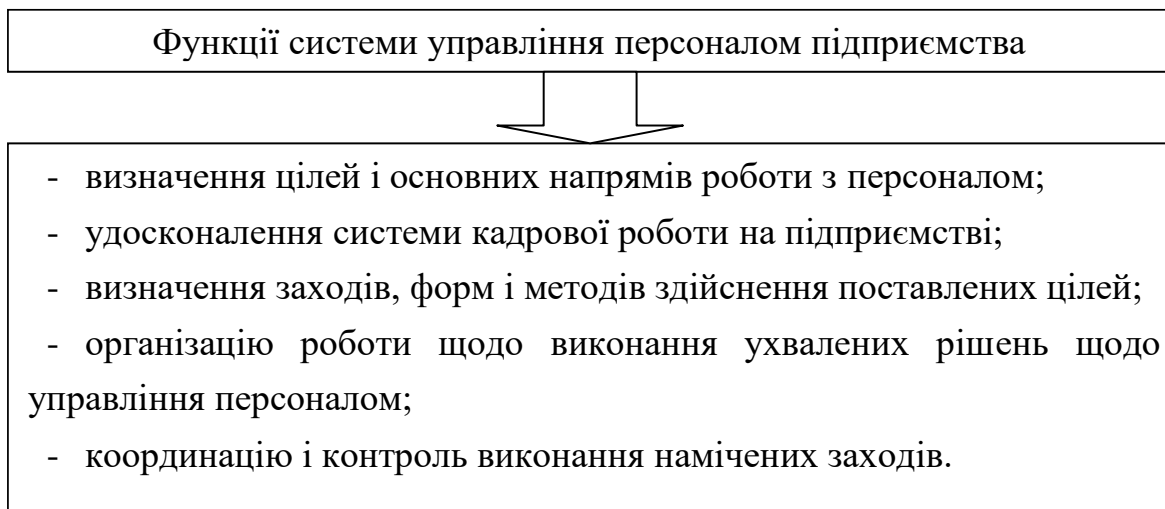 Функції системи управління персоналом підприємства
- визначення цілей і основних напрямів роботи з персоналом;
- удосконалення системи кадрової роботи на підприємстві;
- визначення заходів, форм і методів здійснення поставлених цілей;
- організацію роботи щодо виконання ухвалених рішень щодо
управління персоналом;
- координацію і контроль виконання намічених заходів.